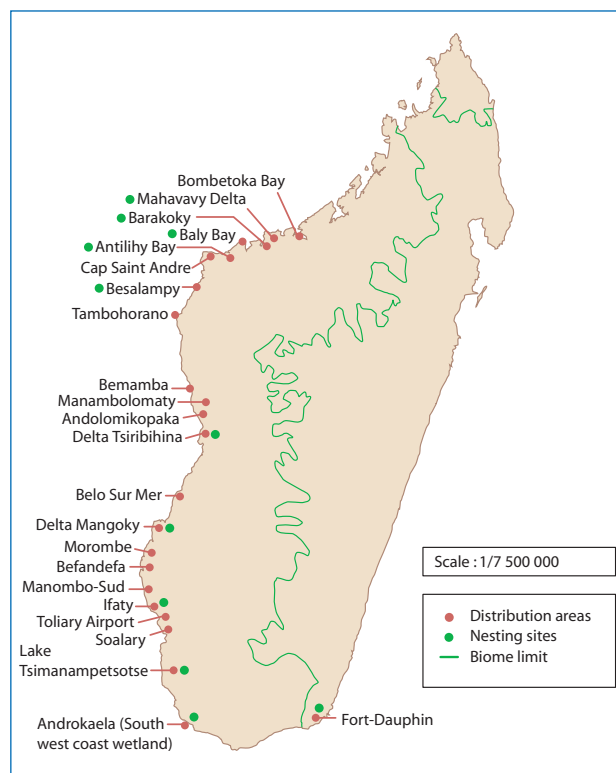 Bombetoka Bay
Mahavavy Delta
Barakoky
Baly Bay
Antilihy Bay
Cap Saint Andre
Besalampy
Tambohorano
Bemamba
Manambolomaty
Andolomikopaka
Delta Tsiribihina
Belo Sur Mer
Delta Mangoky
Morombe
Befandefa
Manombo-Sud
Ifaty
Toliary Airport
Soalary
Lake
Tsimanampetsotse
Androkaela (South
west coast wetland)
Fort-Dauphin
Scale : 1/7 500 000
Distribution areas
Nesting sites
Biome limit